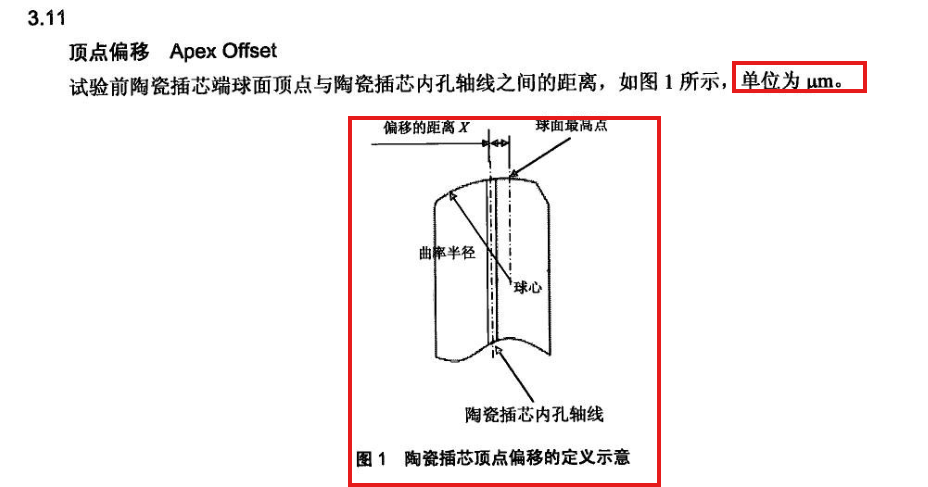 3.11
顶点偏移 Apex Offset
试验前陶瓷插芯端球面顶点与陶瓷插芯内孔轴线之间的距离，如图 1 所示，单位为 μm。
偏移的距离 X
球面最高点
曲率半径
球心
陶瓷插芯内孔轴线
图 1 陶瓷插芯顶点偏移的定义示意